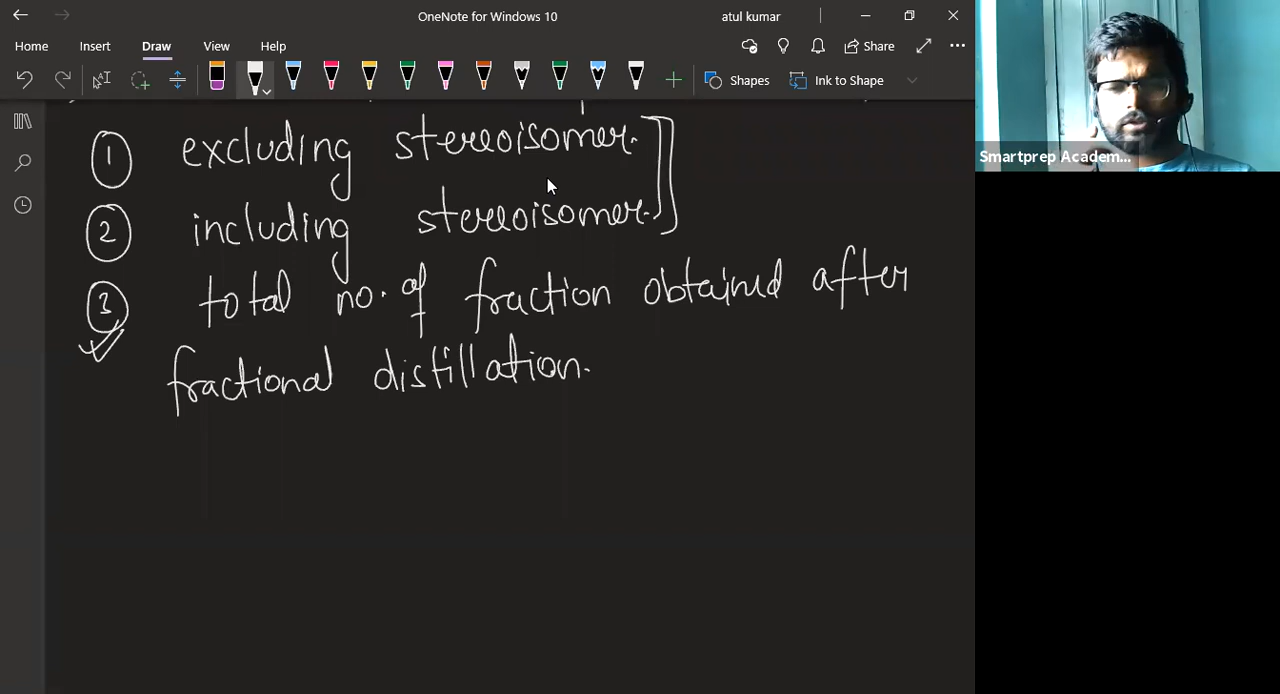 OneNote for Windows 10
atul kumar
Home Insert Draw View Help
Share
Shapes
Ink to Shape
Smartprep Academ...
1 excluding stereoisomer.
2 including stereoisomer.
3 total no. of fraction obtained after
fractional distillation.